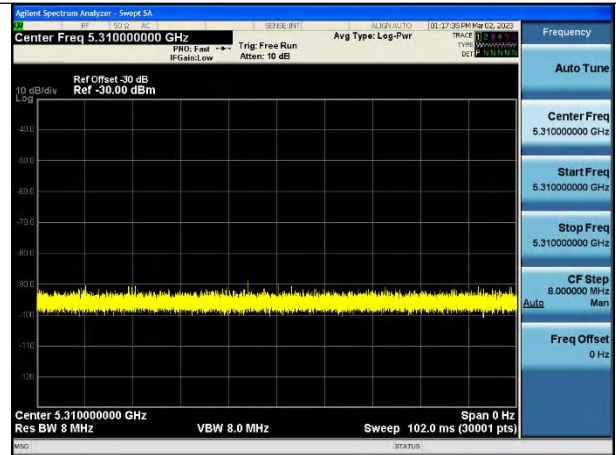 Agilent Spectrum Analyzer - Swept SA
RF 50 Ω AC SENSE:INT ALIGN AUTO 01:17:35 PM Mar 02, 2023
Center Freq 5.310000000 GHz
PNO: Fast
IFGain:Low
Trig: Free Run
Atten: 10 dB
Avg Type: Log-Pwr
TRACE 1 2 3 4 5 6
TYPE
DET P N N N N N
Ref Offset -30 dB
10 dB/div Ref -30.00 dBm
Log
-40.0
-60.0
-70.0
-80.0
-90.0
-100
-110
-120
Center 5.310000000 GHz Span 0 Hz
Res BW 8 MHz VBW 8.0 MHz Sweep 102.0 ms (30001 pts)
MSG STATUS
Frequency
Auto Tune
Center Freq
5.310000000 GHz
Start Freq
5.310000000 GHz
Stop Freq
5.310000000 GHz
CF Step
8.000000 MHz
Auto Man
Freq Offset
0 Hz